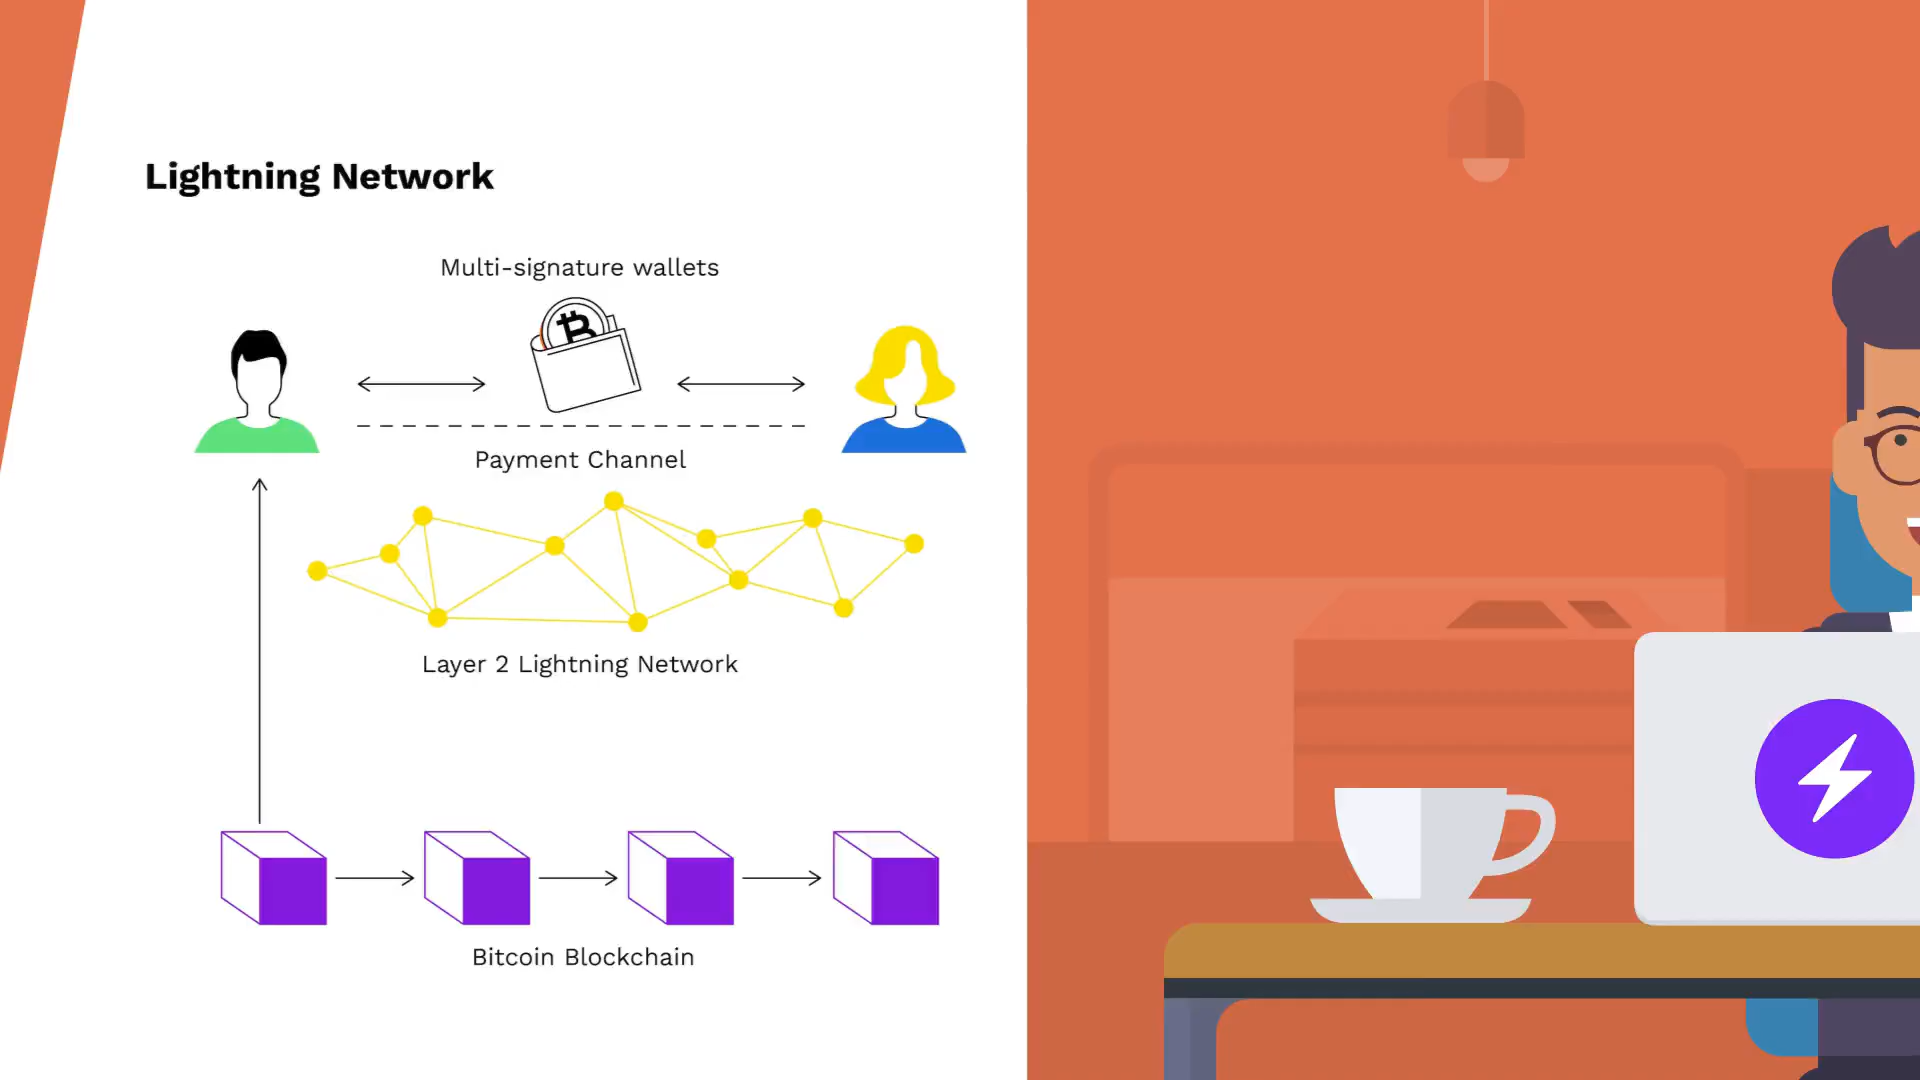 Lightning Network
Multi-signature wallets
Payment Channel
Layer 2 Lightning Network
Bitcoin Blockchain